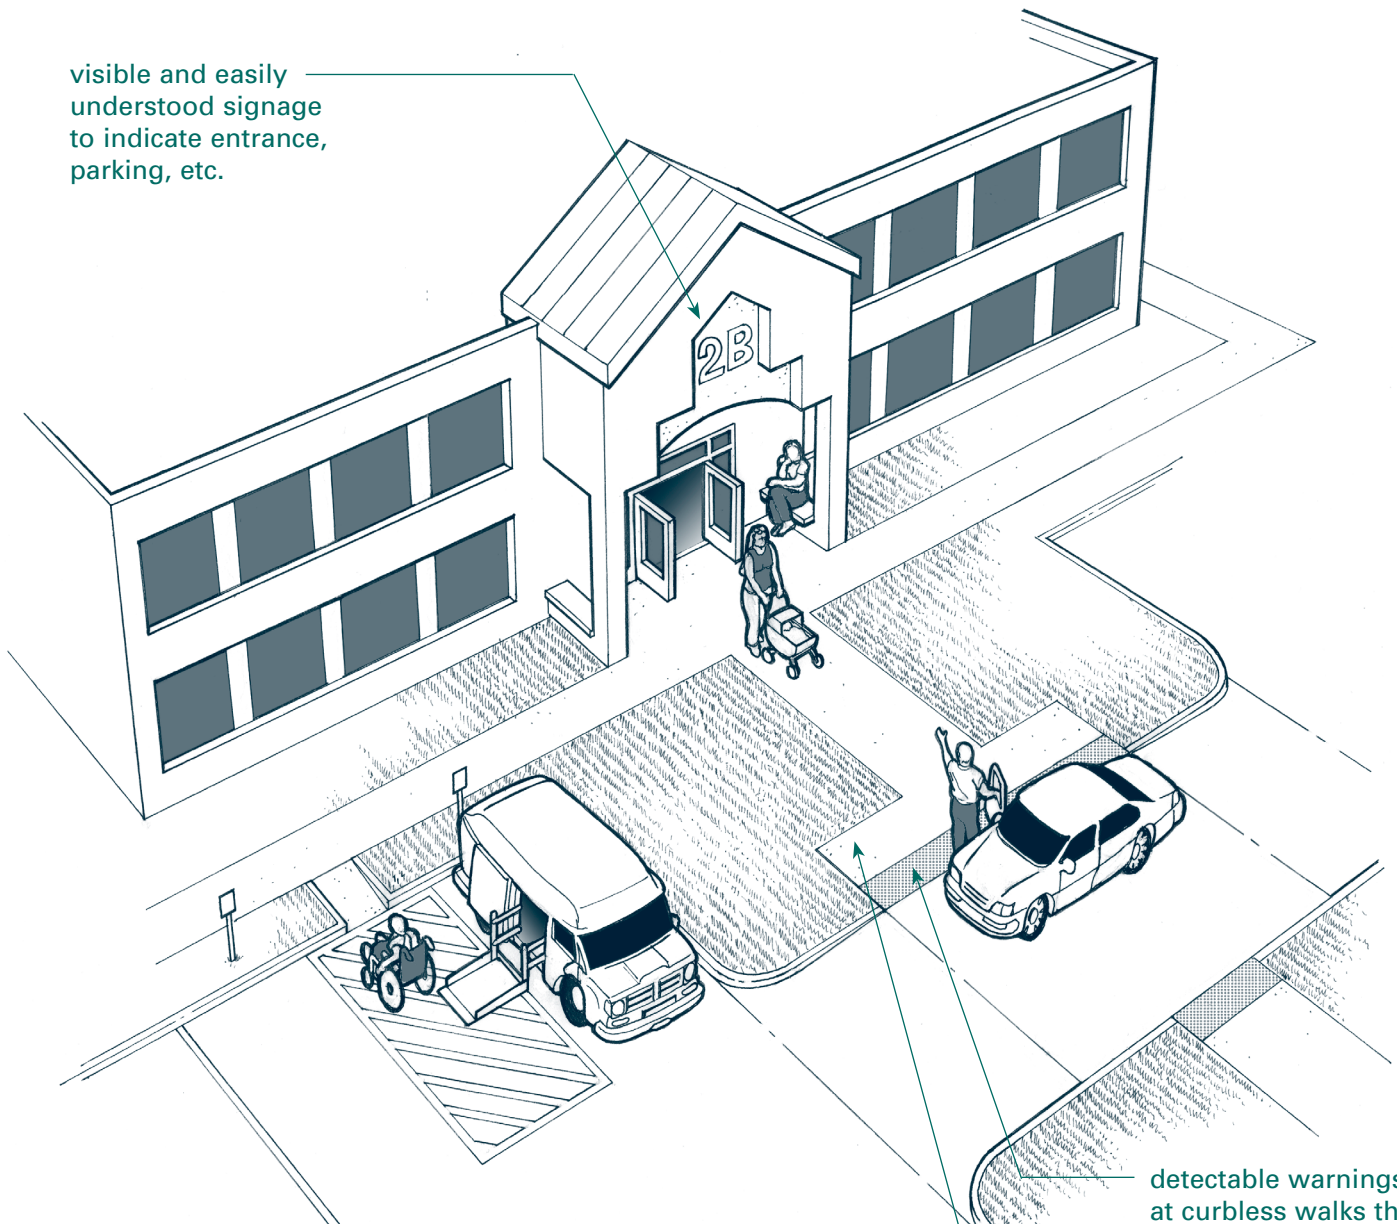 visible and easily
understood signage
to indicate entrance,
parking, etc.
2B
detectable warnings
at curbless walks